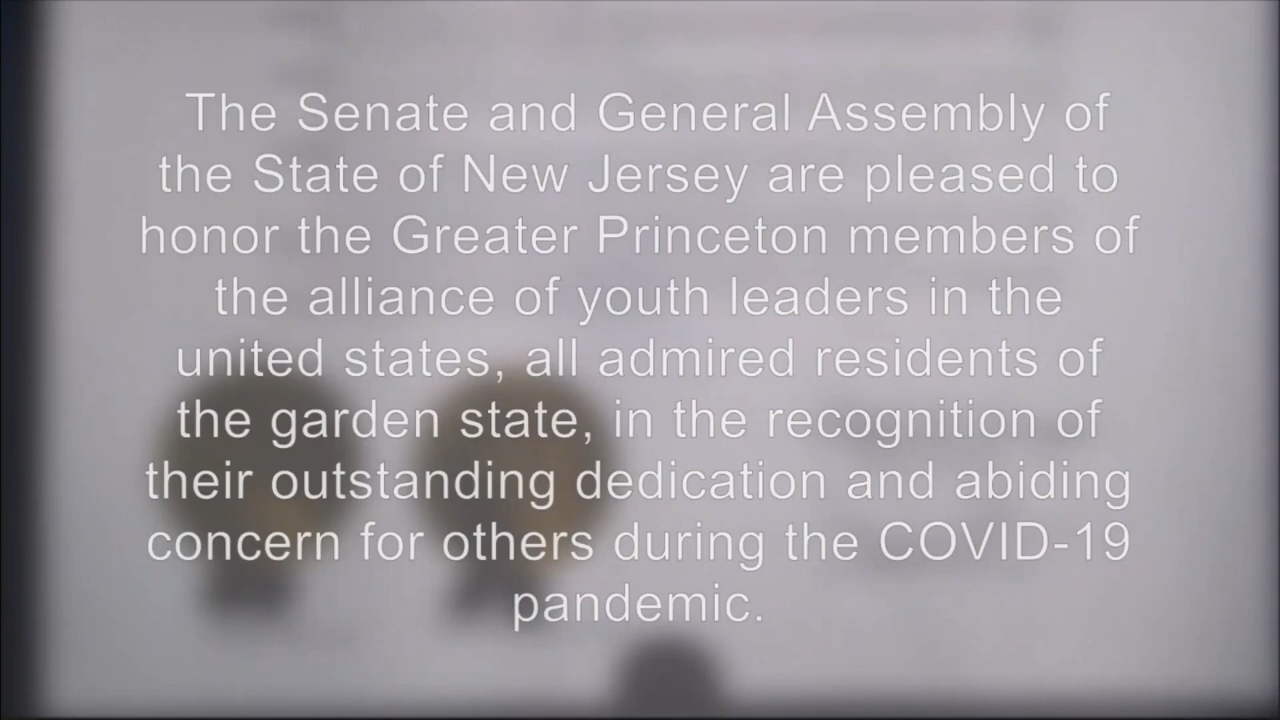 The Senate and General Assembly of
the State of New Jersey are pleased to
honor the Greater Princeton members of
the alliance of youth leaders in the
united states, all admired residents of
the garden state, in the recognition of
their outstanding dedication and abiding
concern for others during the COVID-19
pandemic.